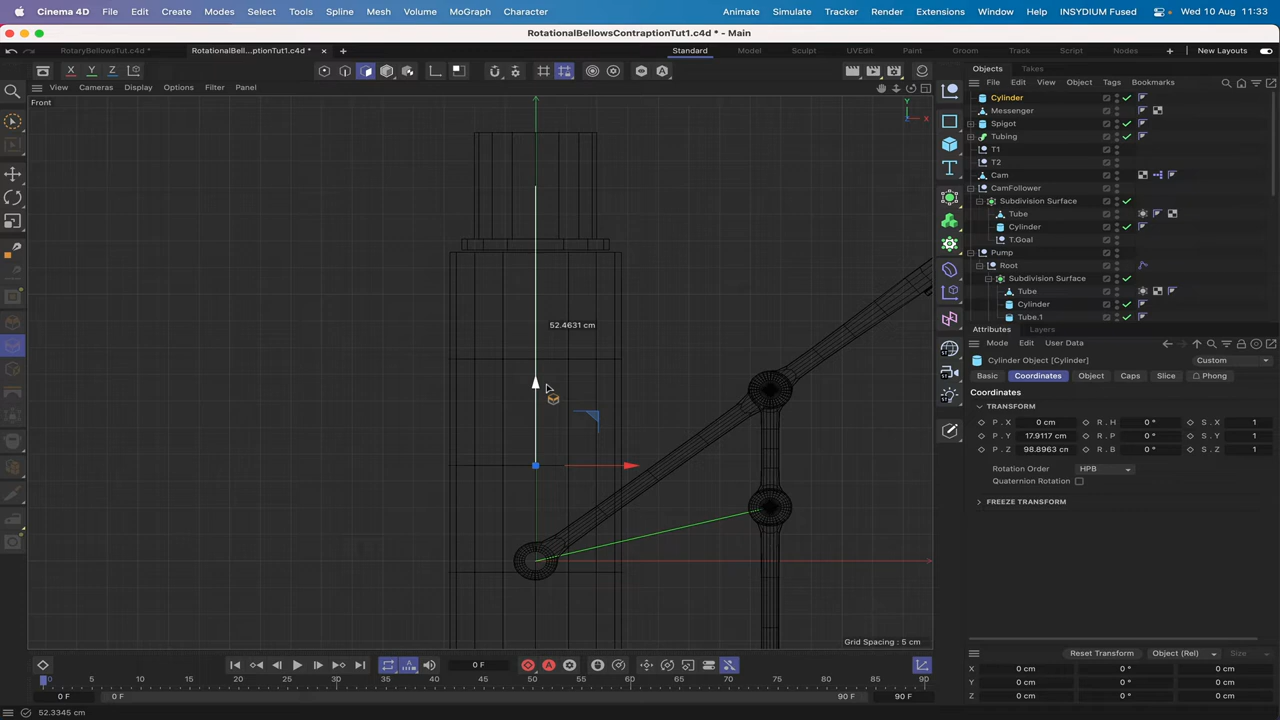 Cinema 4D File Edit Create Modes Select Tools Spline Mesh Volume MoGraph Character Animate Simulate Tracker Render Extensions Window Help INSYDIUM Fused Wed 10 Aug 11:33
RotationalBellowsContraptionTut1.c4d * - Main
RotaryBellowsTut.c4d * RotationalBell...ptionTut1.c4d * Standard Model Sculpt UVEdit Paint Groom Track Script Nodes New Layouts
X Y Z
View Cameras Display Options Filter Panel
Front
Y
X
52.4631 cm
Grid Spacing : 5 cm
Objects Takes
File Edit View Object Tags Bookmarks
Cylinder
Messenger
Spigot
Tubing
T1
T2
Cam
CamFollower
Subdivision Surface
Tube
Cylinder
T.Goal
Pump
Root
Subdivision Surface
Tube
Cylinder
Tube.1
Attributes Layers
Mode Edit User Data
Cylinder Object [Cylinder] Custom
Basic Coordinates Object Caps Slice Phong
Coordinates
TRANSFORM
P . X 0 cm R . H 0 ° S . X 1
P . Y 17.9117 cm R . P 0 ° S . Y 1
P . Z 98.8963 cn R . B 0 ° S . Z 1
Rotation Order HPB
Quaternion Rotation
FREEZE TRANSFORM
Reset Transform Object (Rel) Size
X 0 cm 0 ° 0 cm
Y 0 cm 0 ° 0 cm
Z 0 cm 0 ° 0 cm
0 F
0 5 10 15 20 25 30 35 40 45 50 55 60 65 70 75 80 85 90
0 F 0 F 90 F 90 F
52.3345 cm